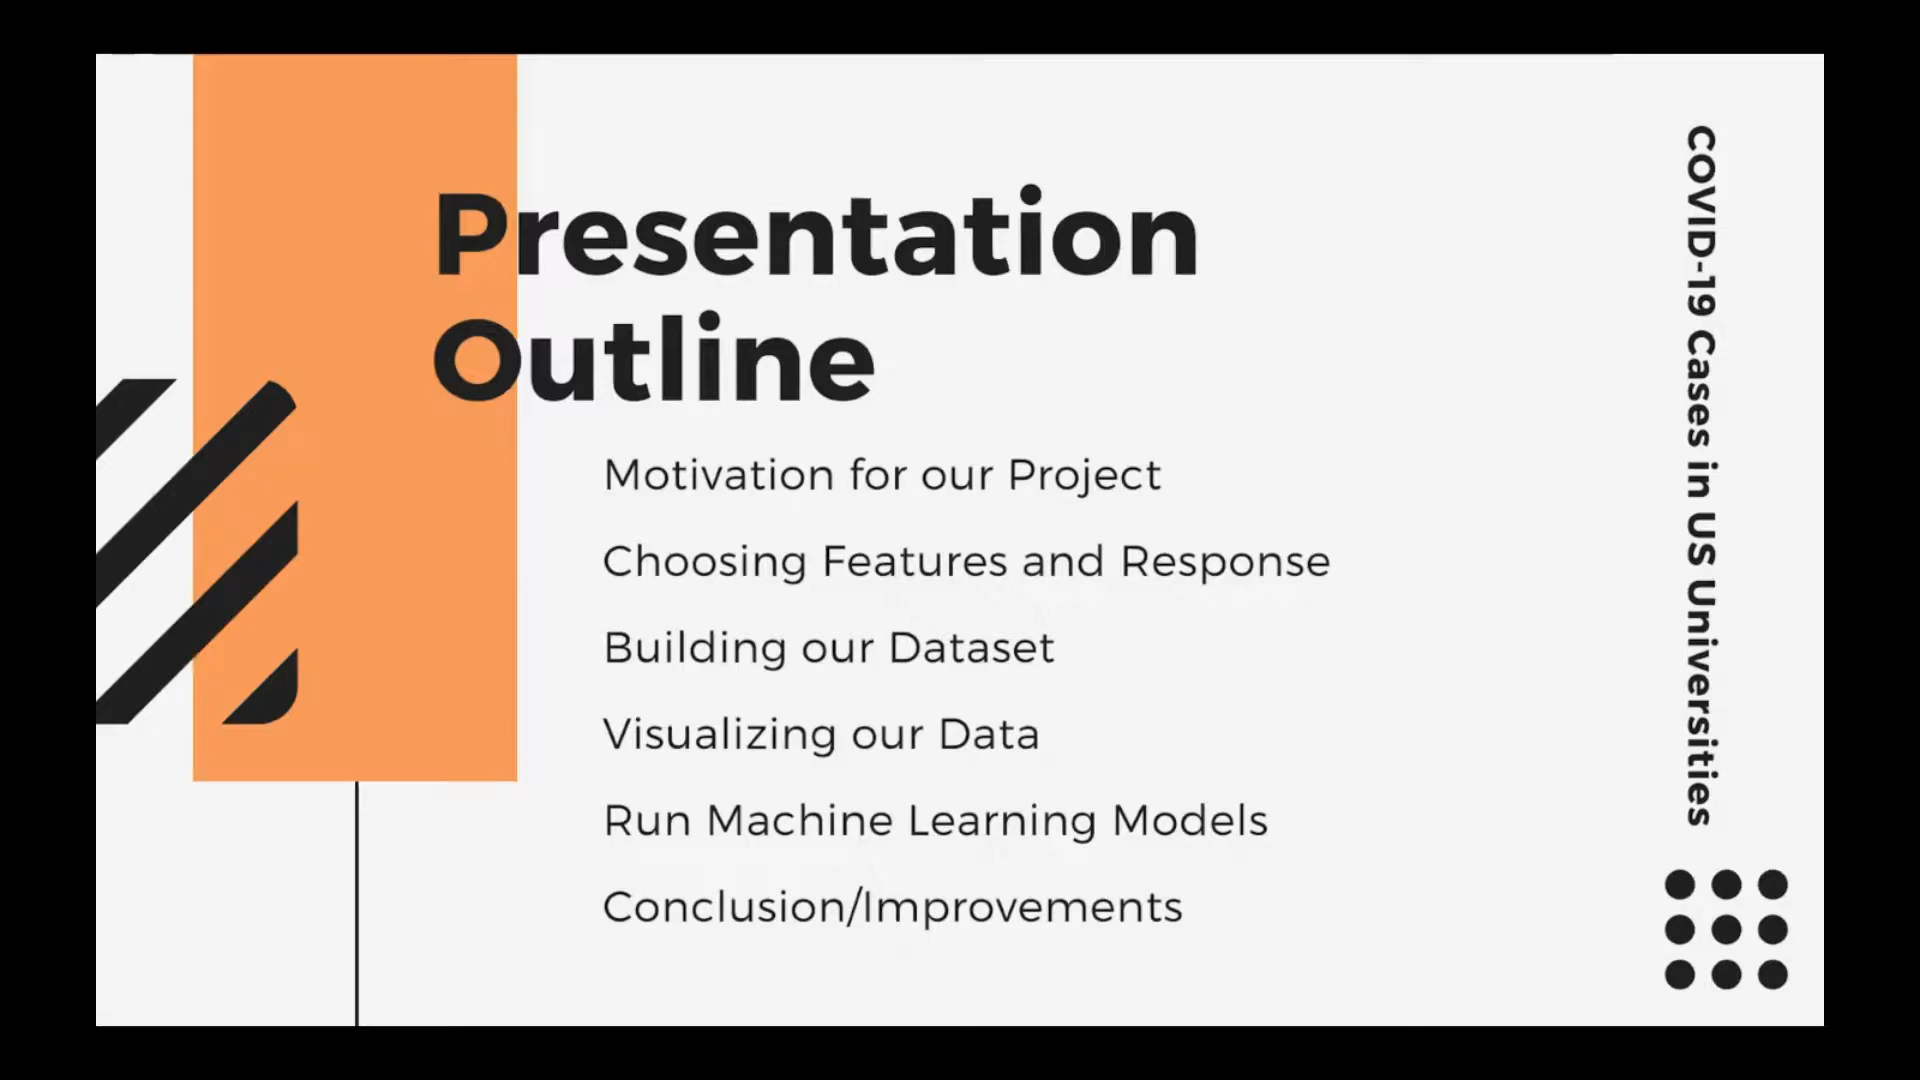 Presentation
Outline
Motivation for our Project
Choosing Features and Response
Building our Dataset
Visualizing our Data
Run Machine Learning Models
Conclusion/Improvements
COVID-19 Cases in US Universities